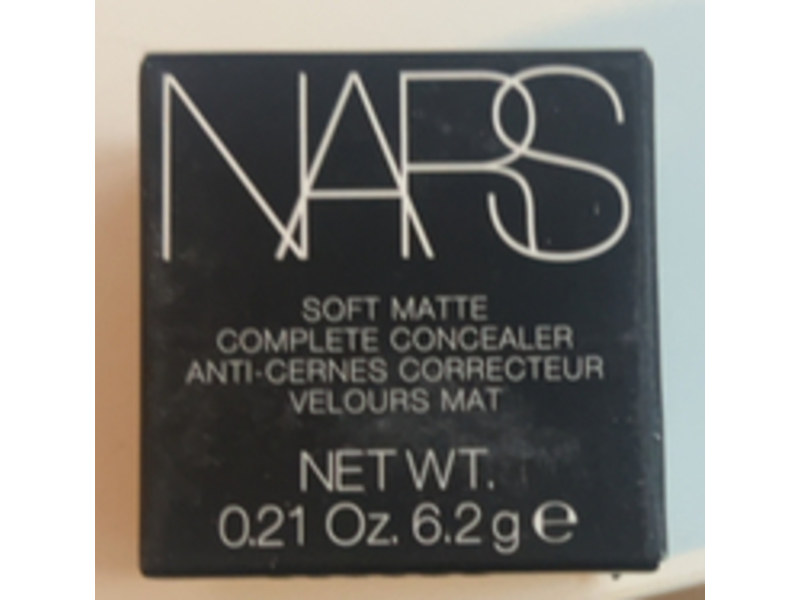 NARS
SOFT MATTE
COMPLETE CONCEALER
ANTI-CERNES CORRECTEUR
VELOURS MAT
NET WT.
0.21 Oz. 6.2 g ℮